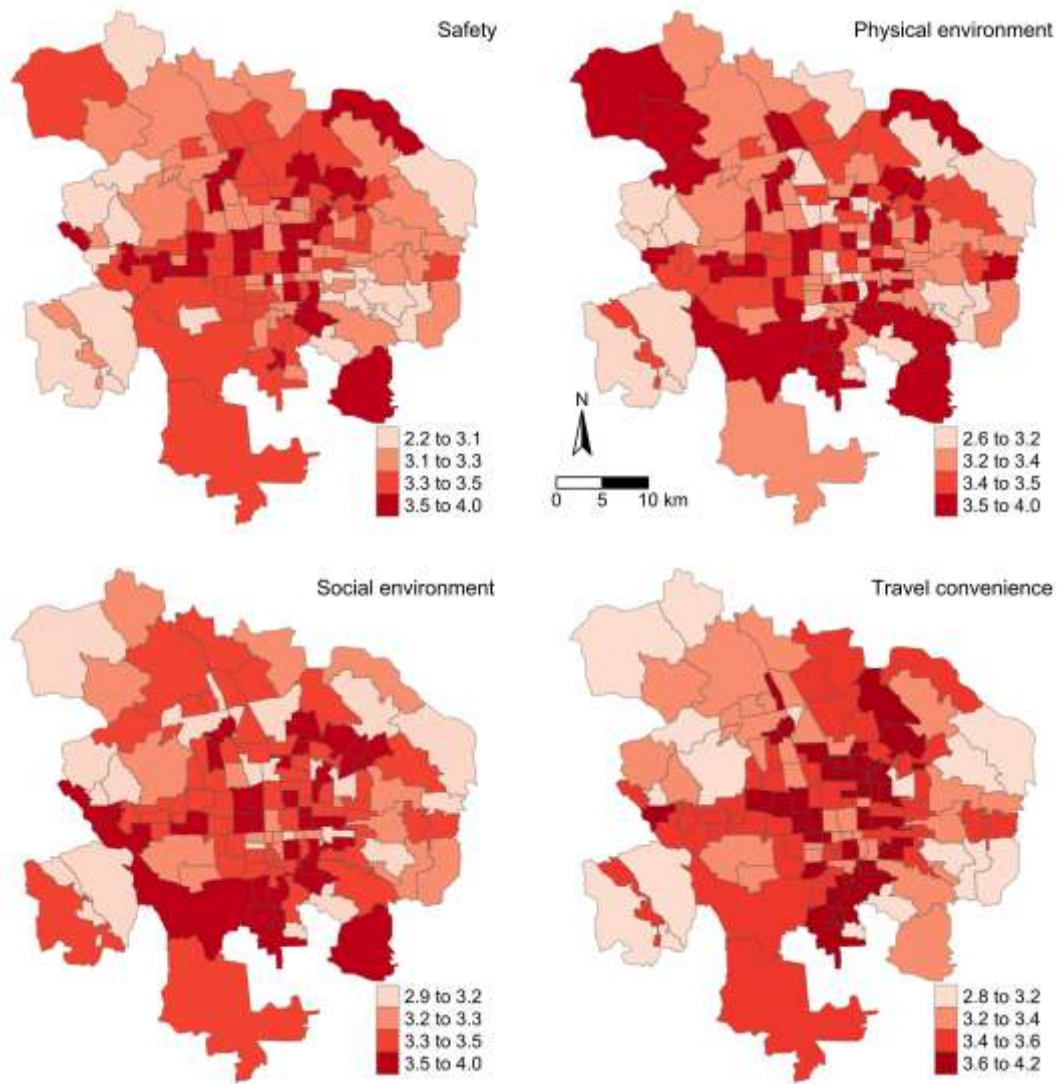 Safety
Physical environment
2.2 to 3.1
3.1 to 3.3
3.3 to 3.5
3.5 to 4.0
N
0 5 10 km
2.6 to 3.2
3.2 to 3.4
3.4 to 3.5
3.5 to 4.0
Social environment
Travel convenience
2.9 to 3.2
3.2 to 3.3
3.3 to 3.5
3.5 to 4.0
2.8 to 3.2
3.2 to 3.4
3.4 to 3.6
3.6 to 4.2